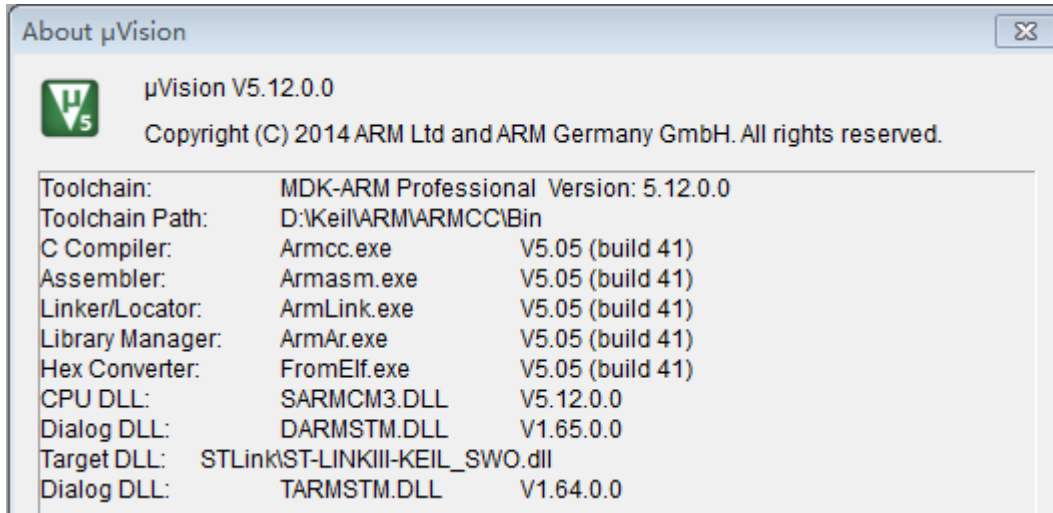 About µVision
µVision V5.12.0.0
Copyright (C) 2014 ARM Ltd and ARM Germany GmbH. All rights reserved.
Toolchain: MDK-ARM Professional Version: 5.12.0.0
Toolchain Path: D:\Keil\ARM\ARMCC\Bin
C Compiler: Armcc.exe V5.05 (build 41)
Assembler: Armasm.exe V5.05 (build 41)
Linker/Locator: ArmLink.exe V5.05 (build 41)
Library Manager: ArmAr.exe V5.05 (build 41)
Hex Converter: FromElf.exe V5.05 (build 41)
CPU DLL: SARMCM3.DLL V5.12.0.0
Dialog DLL: DARMSTM.DLL V1.65.0.0
Target DLL: STLink\ST-LINKIII-KEIL_SWO.dll
Dialog DLL: TARMSTM.DLL V1.64.0.0